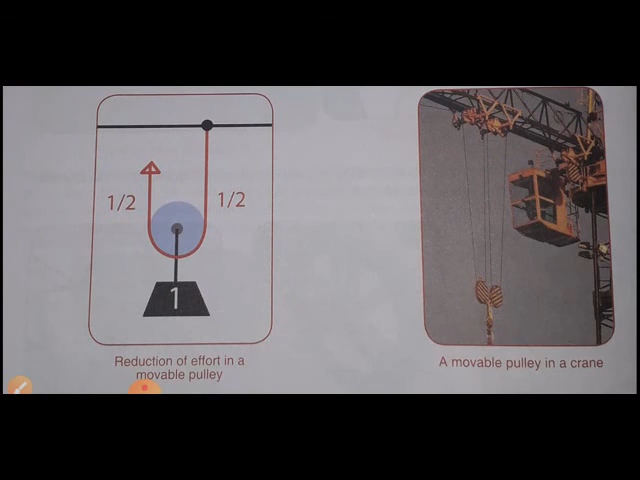 1/2
1/2
1
Reduction of effort in a
movable pulley
A movable pulley in a crane